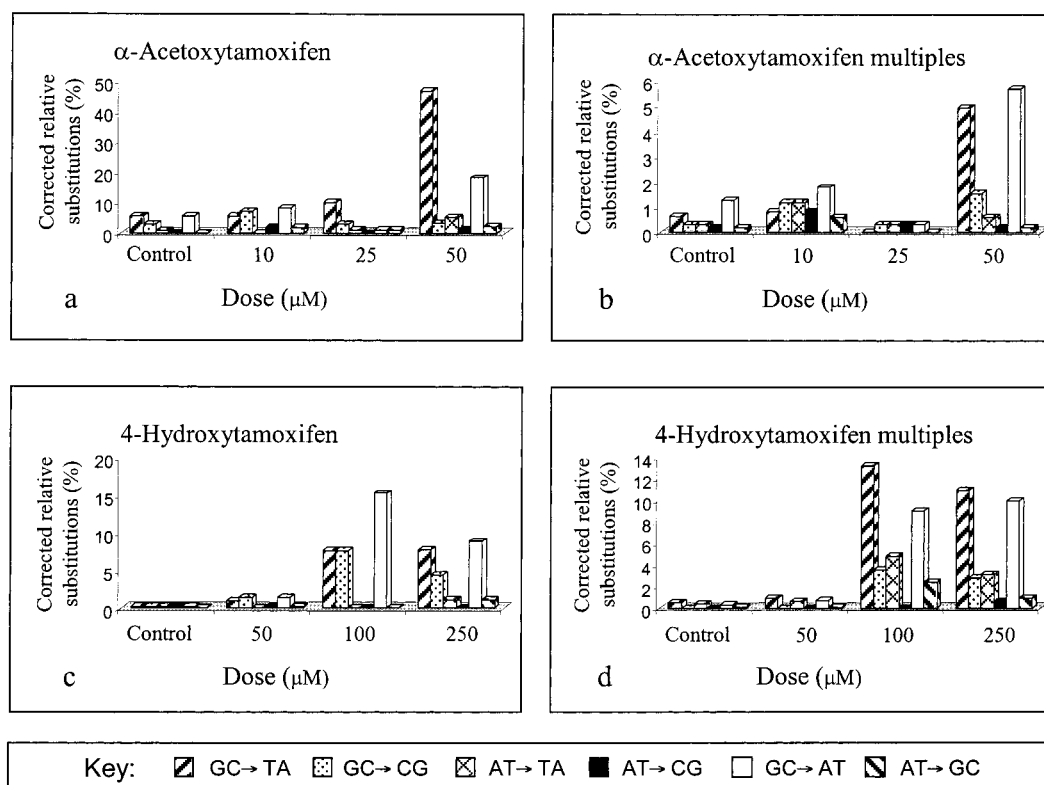 α-Acetoxytamoxifen
Corrected relative
substitutions (%)
50
40
30
20
10
0
Control 10 25 50
a Dose (μM)
α-Acetoxytamoxifen multiples
Corrected relative
substitutions (%)
6
5
4
3
2
1
0
Control 10 25 50
b Dose (μM)
4-Hydroxytamoxifen
Corrected relative
substitutions (%)
20
15
10
5
0
Control 50 100 250
c Dose (μM)
4-Hydroxytamoxifen multiples
Corrected relative
substitutions (%)
14
12
10
8
6
4
2
0
Control 50 100 250
d Dose (μM)
Key: GC→TA GC→CG AT→TA AT→CG GC→AT AT→GC